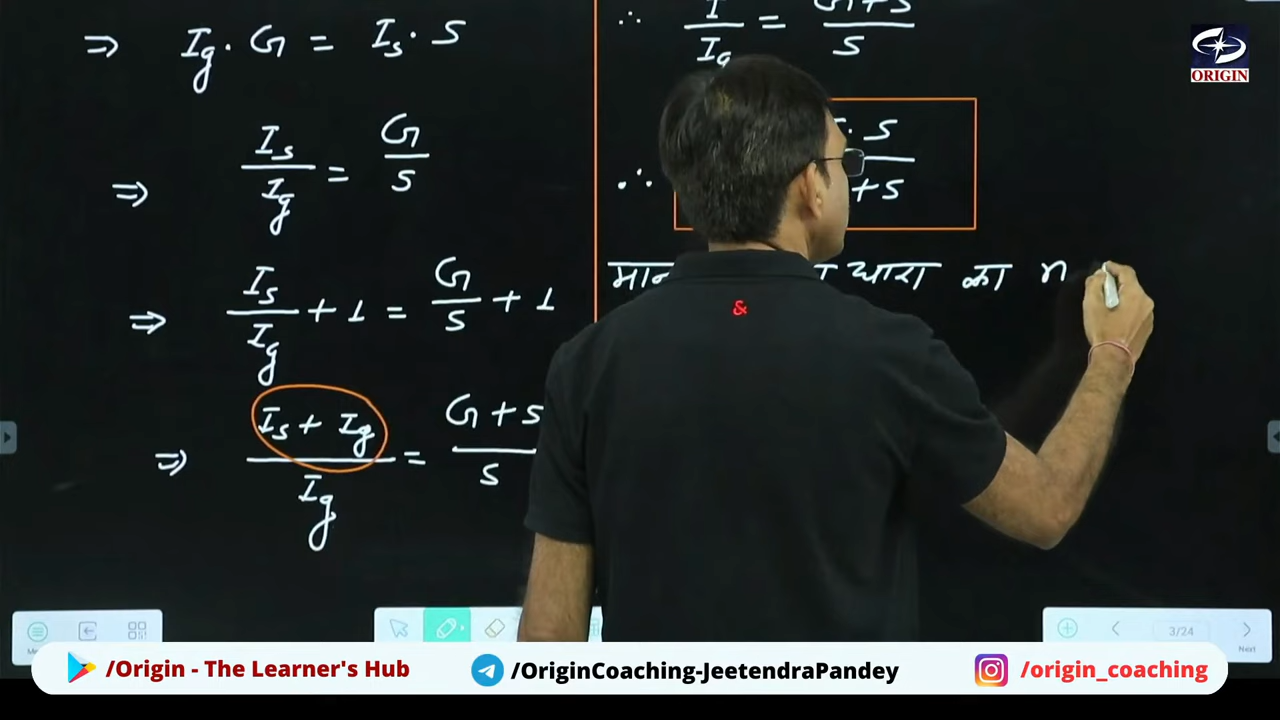 ⇒ Ig · G = Is · S
⇒ Is/Ig = G/S
⇒ Is/Ig + 1 = G/S + 1
⇒ Is + Ig/Ig = G + S/S
∴ I/IG = G+S/S
∴ · S/+ S
धारा का n
&
ORIGIN
3/24
Next
/Origin - The Learner's Hub
/OriginCoaching-JeetendraPandey
/origin_coaching